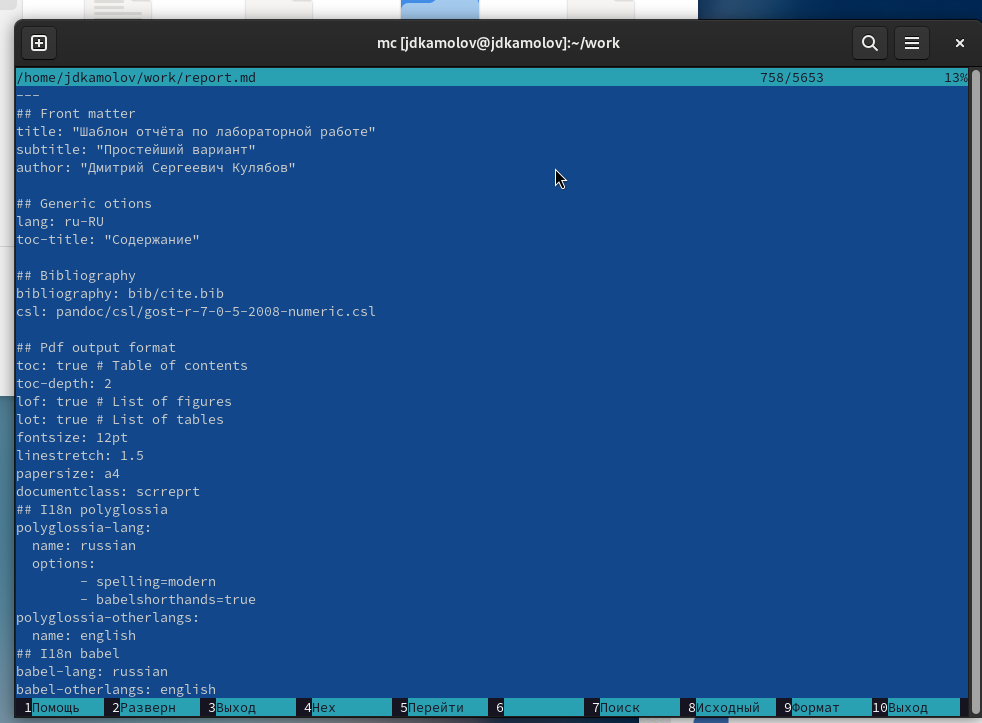 mc [jdkamolov@jdkamolov]:~/work
/home/jdkamolov/work/report.md 758/5653 13%
---
## Front matter
title: "Шаблон отчёта по лабораторной работе"
subtitle: "Простейший вариант"
author: "Дмитрий Сергеевич Кулябов"
## Generic otions
lang: ru-RU
toc-title: "Содержание"
## Bibliography
bibliography: bib/cite.bib
csl: pandoc/csl/gost-r-7-0-5-2008-numeric.csl
## Pdf output format
toc: true # Table of contents
toc-depth: 2
lof: true # List of figures
lot: true # List of tables
fontsize: 12pt
linestretch: 1.5
papersize: a4
documentclass: scrreprt
## I18n polyglossia
polyglossia-lang:
  name: russian
  options:
        - spelling=modern
        - babelshorthands=true
polyglossia-otherlangs:
  name: english
## I18n babel
babel-lang: russian
babel-otherlangs: english
1Помощь 2Разверн 3Выход 4Hex 5Перейти 6 7Поиск 8Исходный 9Формат 10Выход